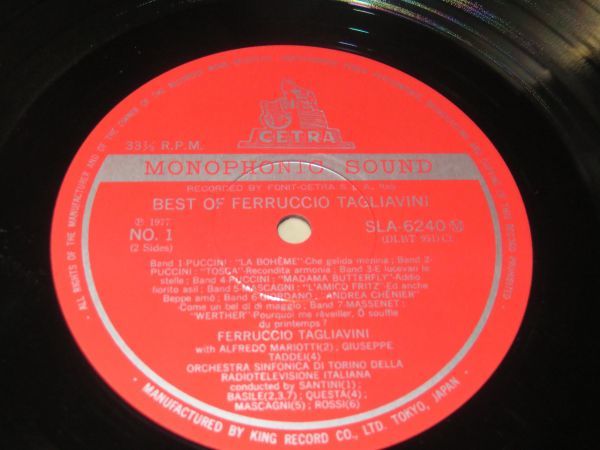 ALL RIGHTS OF THE MANUFACTURER AND OF THE OWNER OF THE RECORDED WORK
CETRA
33⅓ R.P.M.
MONOPHONIC SOUND
RECORDED BY FONIT-CETRA S.p.A. Italy
BEST OF FERRUCCIO TAGLIAVINI
Ⓟ 1977
SLA-6240 Ⓜ
NO. 1
(2 Sides)
Band 1·PUCCINI: "LA BOHÈME"-Che gelida manina; Band 2-
PUCCINI: "TOSCA"-Recondita armonia; Band 3-E lucevan le
stelle; Band 4·PUCCINI: "MADAMA BUTTERFLY"-Addio
fiorito asil; Band 5·MASCAGNI: "L'AMICO FRITZ"-Ed anche
Beppe amò; Band 6·GIORDANO: "ANDREA CHENIER"-
Come un bel dì di maggio; Band 7·MASSENET:
"WERTHER"-Pourquoi me réveiller, Ô souffle
du printemps?
FERRUCCIO TAGLIAVINI
with ALFREDO MARIOTTI(2); GIUSEPPE
TADDEI(4)
ORCHESTRA SINFONICA DI TORINO DELLA
RADIOTELEVISIONE ITALIANA
conducted by SANTINI(1);
BASILE(2,3,7); QUESTA(4);
MASCAGNI(5); ROSSI(6)
MANUFACTURED BY KING RECORD CO., LTD. TOKYO, JAPAN